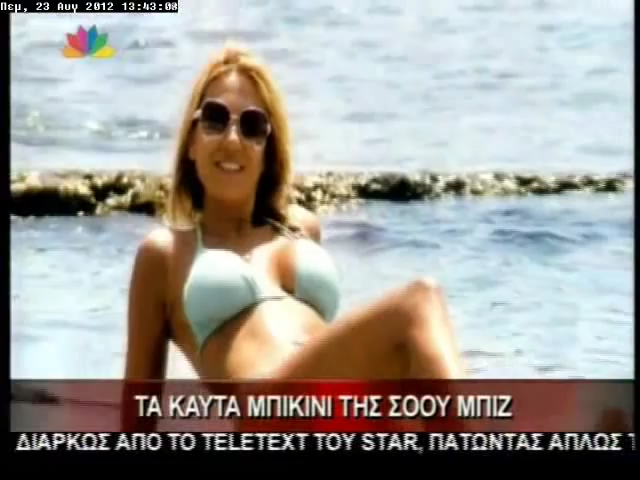 Πεμ, 23 Αυγ 2012 13:43:00
ΤΑ ΚΑΥΤΑ ΜΠΙΚΙΝΙ ΤΗΣ ΣΟΟΥ ΜΠΙΖ
ΔΙΑΡΚΩΣ ΑΠΟ ΤΟ TELETEXT ΤΟΥ STAR, ΠΑΤΩΝΤΑΣ ΑΠΛΩΣ